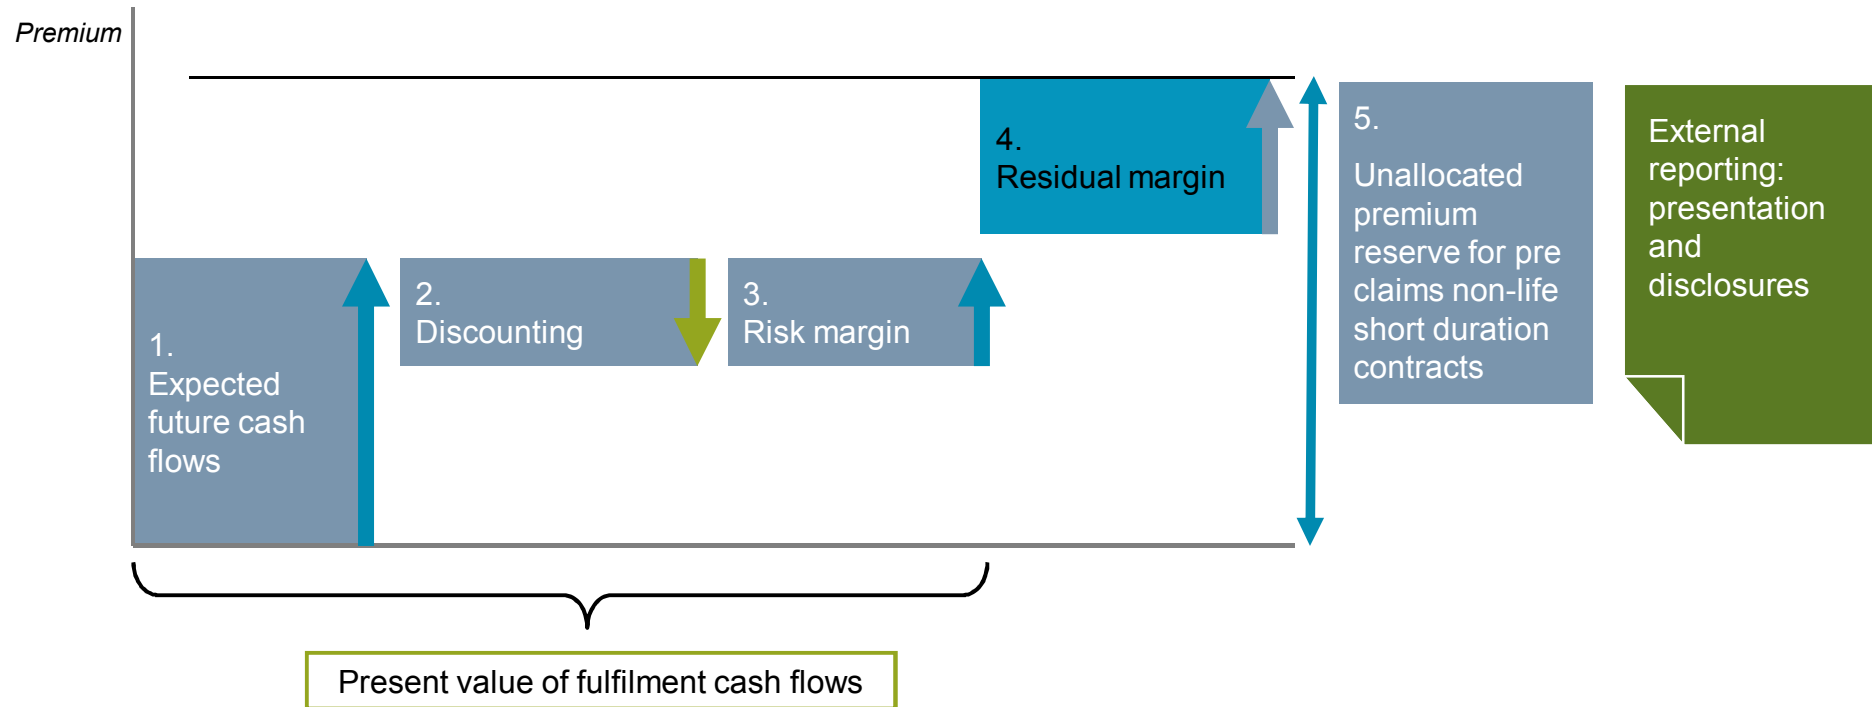 Premium
1.
Expected
future cash
flows
2.
Discounting
3.
Risk margin
4.
Residual margin
5.
Unallocated
premium
reserve for pre
claims non-life
short duration
contracts
External
reporting:
presentation
and
disclosures
Present value of fulfilment cash flows